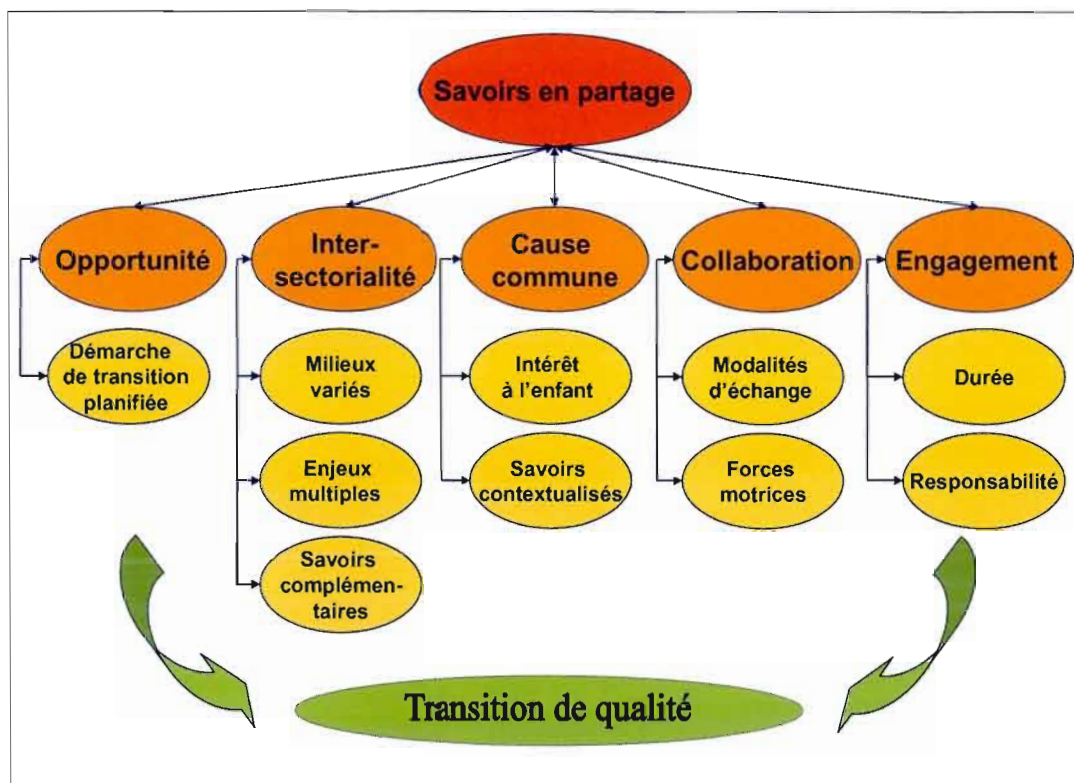 Savoirs en partage
Opportunité
Inter-
sectorialité
Cause
commune
Collaboration
Engagement
Démarche
de transition
planifiée
Milieux
variés
Intérêt
à l'enfant
Modalités
d'échange
Durée
Enjeux
multiples
Savoirs
contextualisés
Forces
motrices
Responsabilité
Savoirs
complémen-
taires
Transition de qualité